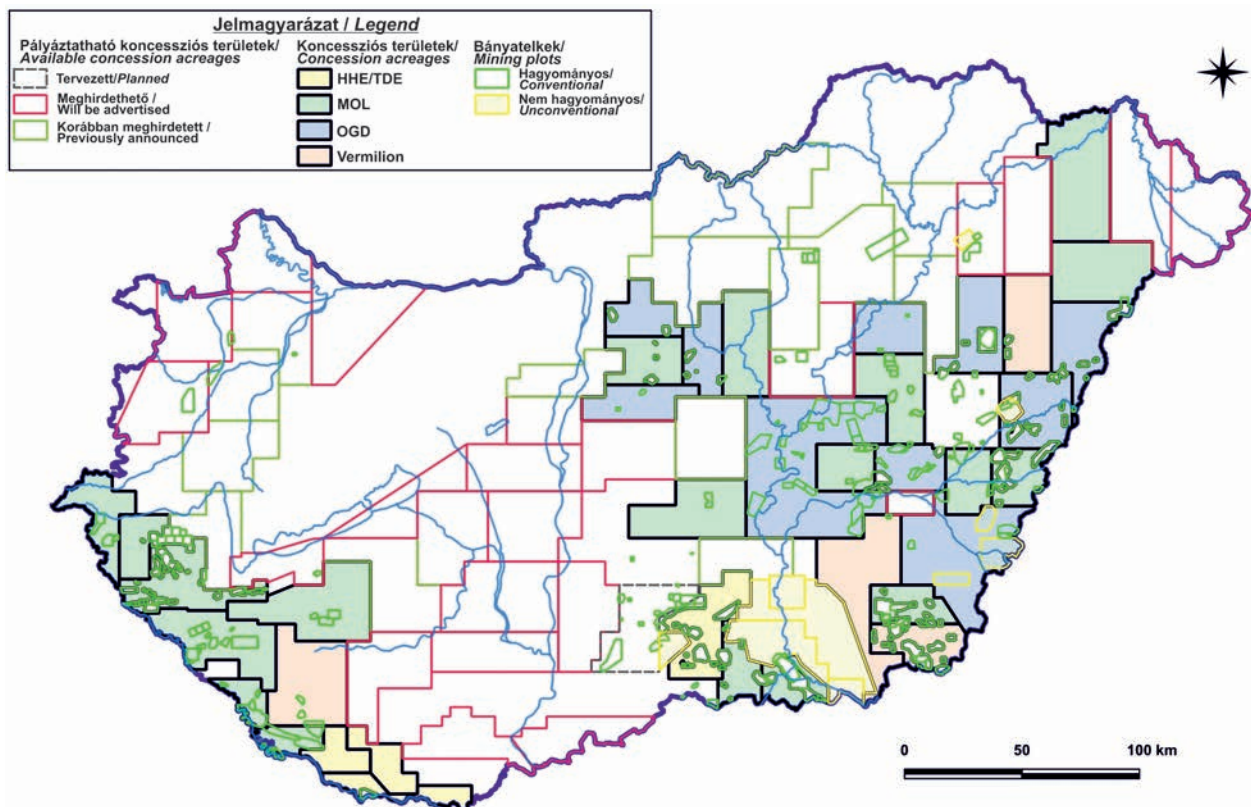 Jelmagyarázat / Legend
Pályáztatható koncessziós területek/
Available concession acreages
Tervezett/Planned
Meghirdethető /
Will be advertised
Korábban meghirdetett /
Previously announced
Koncessziós területek/
Concession acreages
HHE/TDE
MOL
OGD
Vermilion
Bányatelkek/
Mining plots
Hagyományos/
Conventional
Nem hagyományos/
Unconventional
0 50 100 km